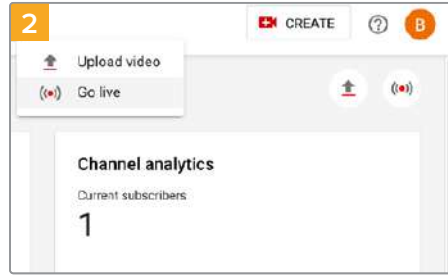 2
CREATE
B
Upload video
Go live
Channel analytics
Current subscribers
1